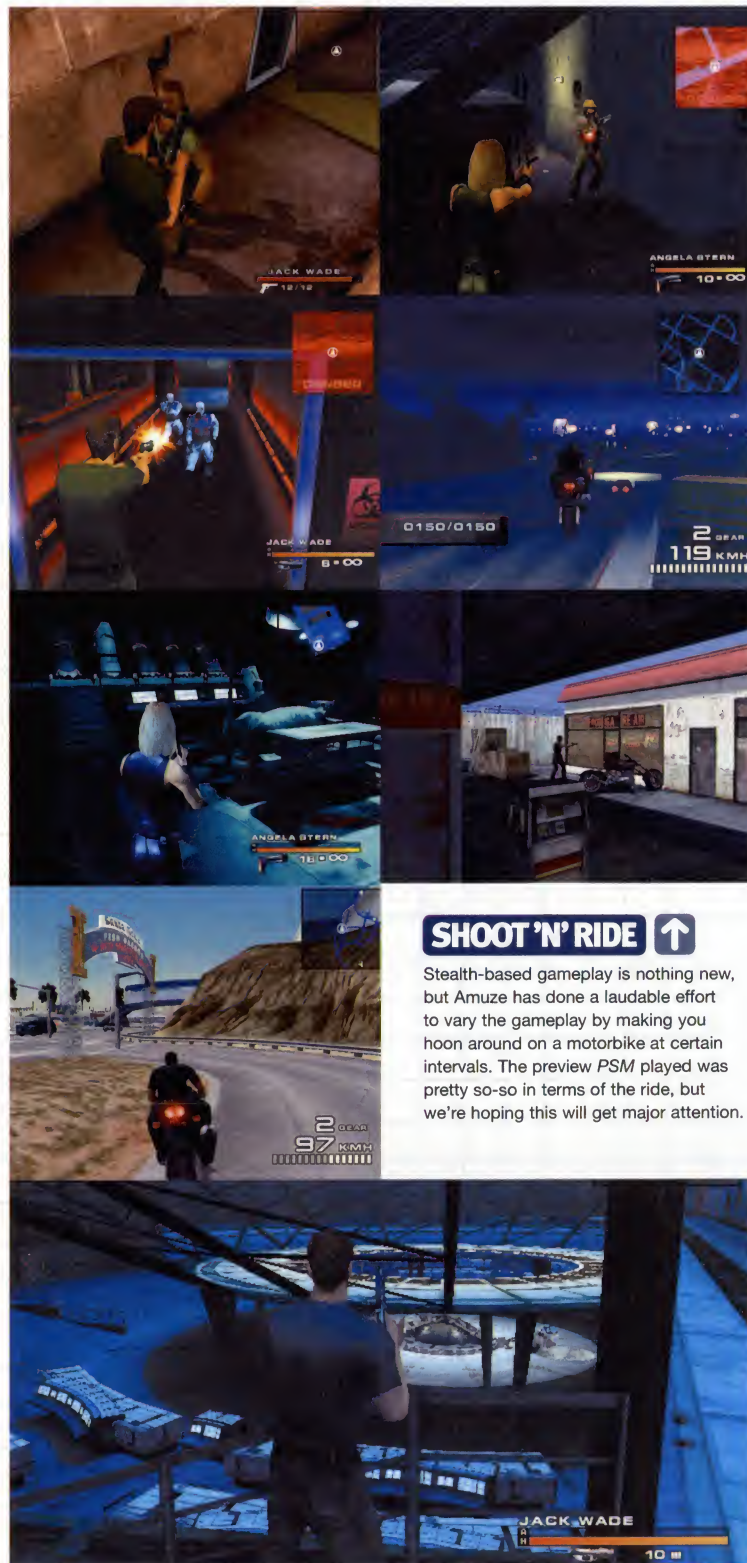 JACK WADE
12/12
ANGELA STERN
10 ∞
DANGER
JACK WADE
8 ∞
0150/0150
2 GEAR
119 KMH
ANGELA STERN
16 ∞
2 GEAR
97 KMH
SHOOT 'N' RIDE
Stealth-based gameplay is nothing new,
but Amuze has done a laudable effort
to vary the gameplay by making you
hoon around on a motorbike at certain
intervals. The preview PSM played was
pretty so-so in terms of the ride, but
we're hoping this will get major attention.
JACK WADE
A
H
10